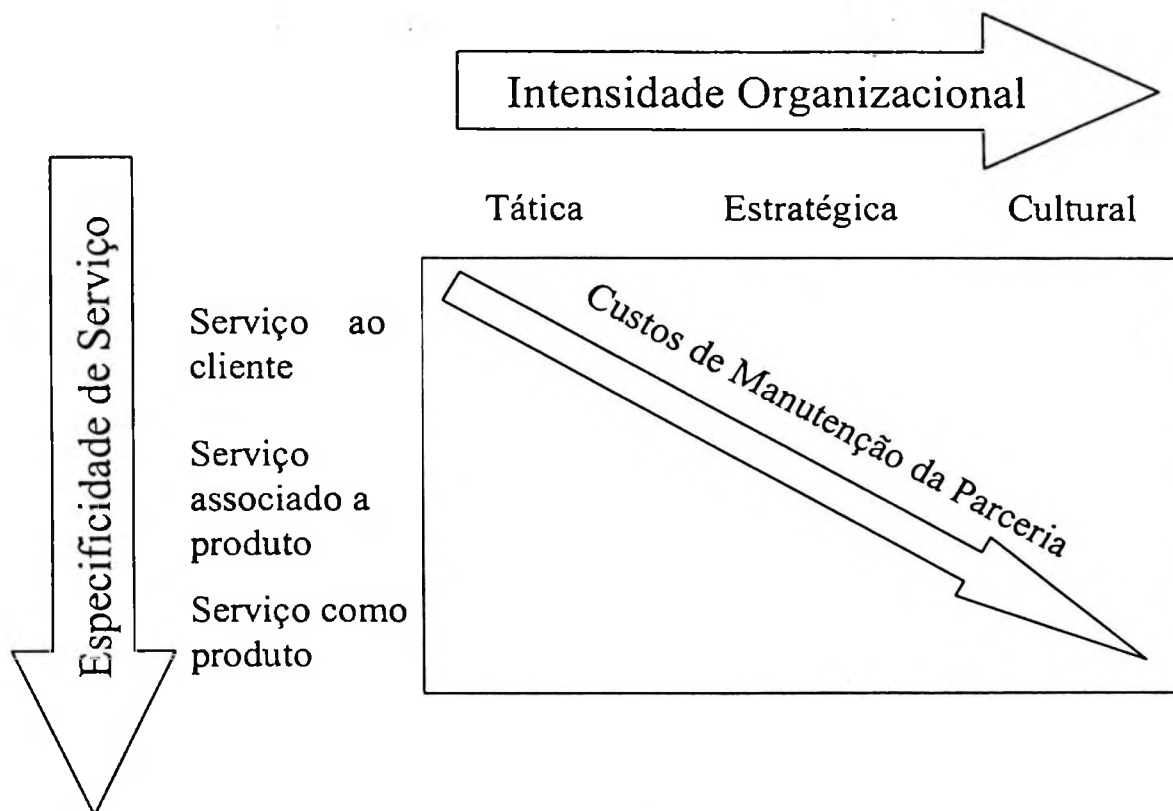 Intensidade Organizacional
Tática Estratégica Cultural
Especificidade de Serviço
Serviço ao
cliente
Serviço
associado a
produto
Serviço como
produto
Custos de Manutenção da Parceria